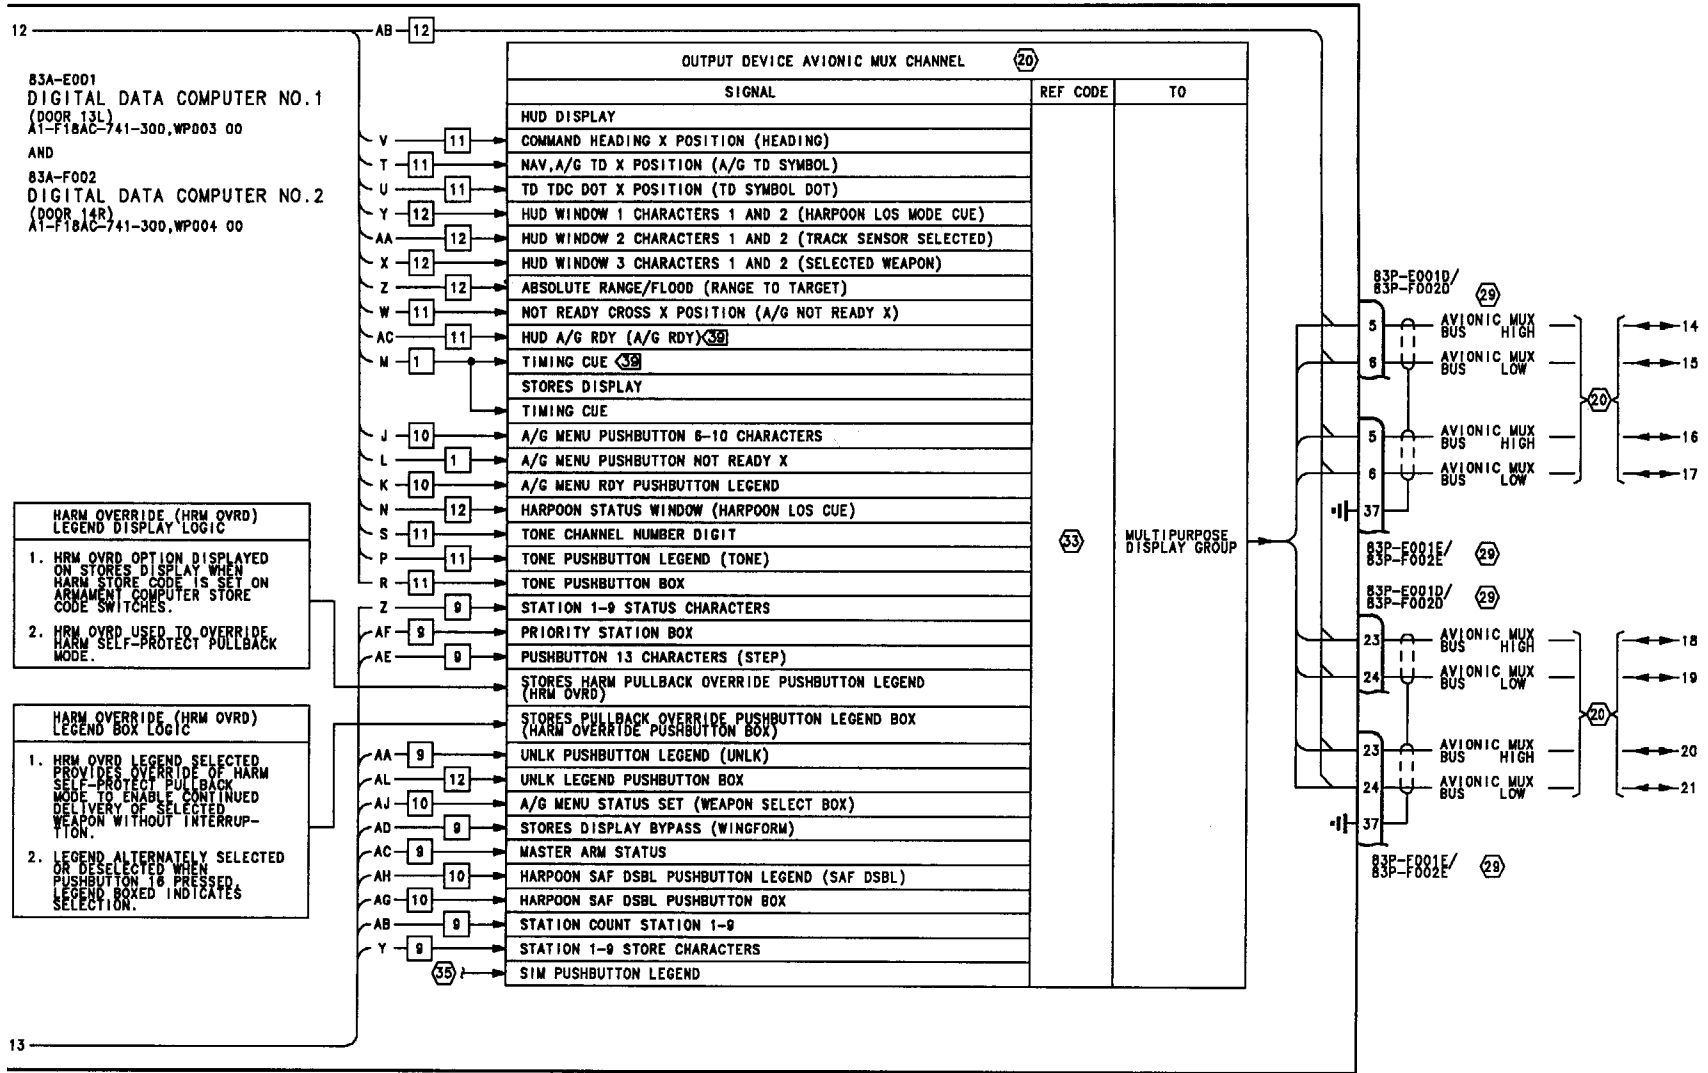 12
AB 12
83A-E001
DIGITAL DATA COMPUTER NO.1
(DOOR 13L)
A1-F18AC-741-300,WP003 00
AND
83A-F002
DIGITAL DATA COMPUTER NO.2
(DOOR 14R)
A1-F18AC-741-300,WP004 00
OUTPUT DEVICE AVIONIC MUX CHANNEL 20
SIGNAL REF CODE TO
HUD DISPLAY
V 11 COMMAND HEADING X POSITION (HEADING)
T 11 NAV,A/G TD X POSITION (A/G TD SYMBOL)
U 11 TD TDC DOT X POSITION (TD SYMBOL DOT)
Y 12 HUD WINDOW 1 CHARACTERS 1 AND 2 (HARPOON LOS MODE CUE)
AA 12 HUD WINDOW 2 CHARACTERS 1 AND 2 (TRACK SENSOR SELECTED)
X 12 HUD WINDOW 3 CHARACTERS 1 AND 2 (SELECTED WEAPON)
Z 12 ABSOLUTE RANGE/FLOOD (RANGE TO TARGET)
W 11 NOT READY CROSS X POSITION (A/G NOT READY X)
AC 11 HUD A/G RDY (A/G RDY) 39
M 1 TIMING CUE 39
STORES DISPLAY
TIMING CUE
J 10 A/G MENU PUSHBUTTON 6-10 CHARACTERS
L 1 A/G MENU PUSHBUTTON NOT READY X
K 10 A/G MENU RDY PUSHBUTTON LEGEND
N 12 HARPOON STATUS WINDOW (HARPOON LOS CUE)
S 11 TONE CHANNEL NUMBER DIGIT
P 11 TONE PUSHBUTTON LEGEND (TONE)
R 11 TONE PUSHBUTTON BOX
Z 9 STATION 1-9 STATUS CHARACTERS
AF 9 PRIORITY STATION BOX
AE 9 PUSHBUTTON 13 CHARACTERS (STEP)
STORES HARM PULLBACK OVERRIDE PUSHBUTTON LEGEND
(HRM OVRD)
STORES PULLBACK OVERRIDE PUSHBUTTON LEGEND BOX
(HARM OVERRIDE PUSHBUTTON BOX)
AA 9 UNLK PUSHBUTTON LEGEND (UNLK)
AL 12 UNLK LEGEND PUSHBUTTON BOX
AJ 10 A/G MENU STATUS SET (WEAPON SELECT BOX)
AD 9 STORES DISPLAY BYPASS (WINGFORM)
AC 9 MASTER ARM STATUS
AH 10 HARPOON SAF DSBL PUSHBUTTON LEGEND (SAF DSBL)
AG 10 HARPOON SAF DSBL PUSHBUTTON BOX
AB 9 STATION COUNT STATION 1-9
Y 9 STATION 1-9 STORE CHARACTERS
35 SIM PUSHBUTTON LEGEND
33
MULTIPURPOSE
DISPLAY GROUP
HARM OVERRIDE (HRM OVRD)
LEGEND DISPLAY LOGIC
1. HRM OVRD OPTION DISPLAYED
ON STORES DISPLAY WHEN
HARM STORE CODE IS SET ON
ARMAMENT COMPUTER STORE
CODE SWITCHES.
2. HRM OVRD USED TO OVERRIDE
HARM SELF-PROTECT PULLBACK
MODE.
HARM OVERRIDE (HRM OVRD)
LEGEND BOX LOGIC
1. HRM OVRD LEGEND SELECTED
PROVIDES OVERRIDE OF HARM
SELF-PROTECT PULLBACK
MODE TO ENABLE CONTINUED
DELIVERY OF SELECTED
WEAPON WITHOUT INTERRUP-
TION.
2. LEGEND ALTERNATELY SELECTED
OR DESELECTED WHEN
PUSHBUTTON 16 PRESSED.
LEGEND BOXED INDICATES
SELECTION.
13
83P-E001D/
83P-F002D 29
5 AVIONIC MUX
BUS HIGH 14
6 AVIONIC MUX
BUS LOW 15
20
5 AVIONIC MUX
BUS HIGH 16
6 AVIONIC MUX
BUS LOW 17
37
83P-E001E/
83P-F002E 29
83P-E001D/
83P-F002D 29
23 AVIONIC MUX
BUS HIGH 18
24 AVIONIC MUX
BUS LOW 19
20
23 AVIONIC MUX
BUS HIGH 20
24 AVIONIC MUX
BUS LOW 21
37
83P-E001E/
83P-F002E 29